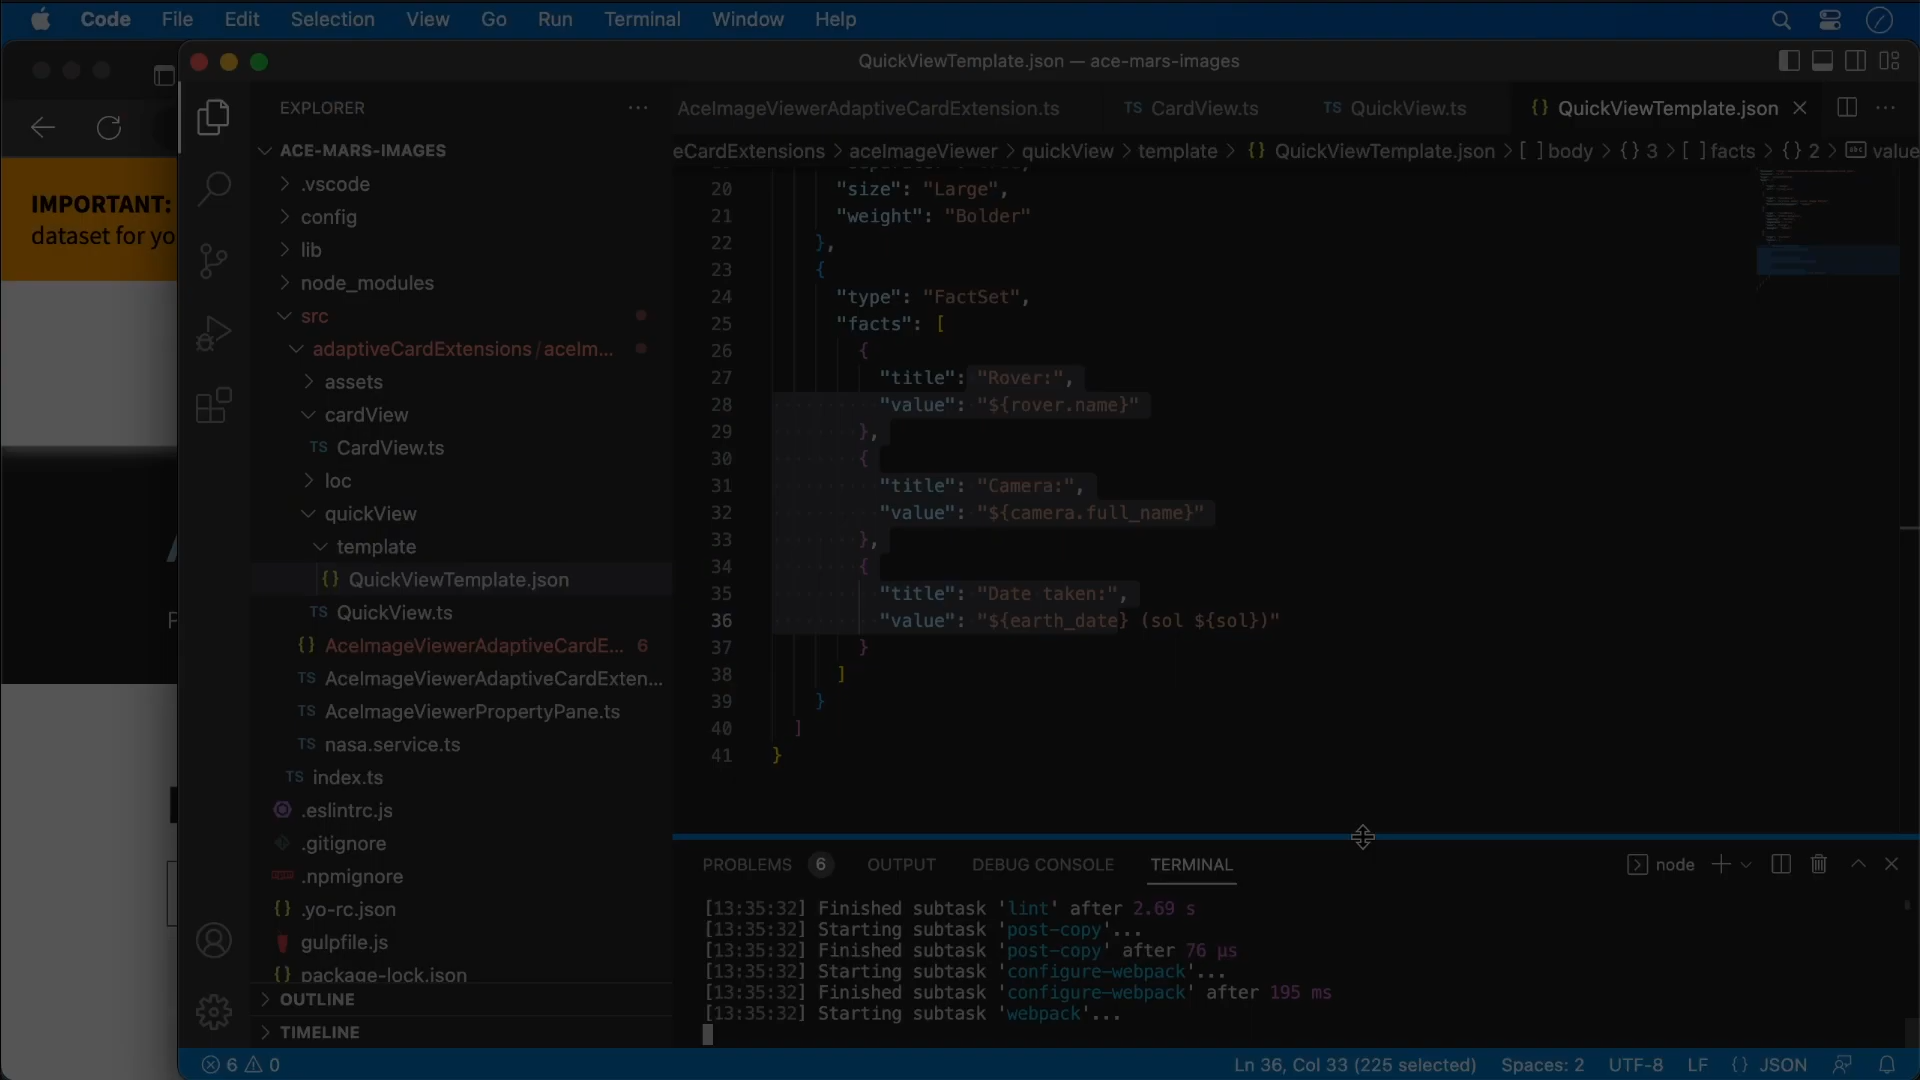 Code File Edit Selection View Go Run Terminal Window Help
QuickViewTemplate.json — ace-mars-images
IMPORTANT:
dataset for yo
EXPLORER
ACE-MARS-IMAGES
.vscode
config
lib
node_modules
src
adaptiveCardExtensions / aceIm...
assets
cardView
TS CardView.ts
loc
quickView
template
{} QuickViewTemplate.json
TS QuickView.ts
{} AceImageViewerAdaptiveCardE... 6
TS AceImageViewerAdaptiveCardExten...
TS AceImageViewerPropertyPane.ts
TS nasa.service.ts
TS index.ts
.eslintrc.js
.gitignore
.npmignore
{} .yo-rc.json
gulpfile.js
{} package-lock.json
OUTLINE
TIMELINE
AceImageViewerAdaptiveCardExtension.ts TS CardView.ts TS QuickView.ts {} QuickViewTemplate.json
eCardExtensions > aceImageViewer > quickView > template > {} QuickViewTemplate.json > [ ] body > {} 3 > [ ] facts > {} 2 > abc value
20 "size": "Large",
21 "weight": "Bolder"
22 },
23 {
24 "type": "FactSet",
25 "facts": [
26 {
27 "title": "Rover:",
28 "value": "${rover.name}"
29 },
30 {
31 "title": "Camera:",
32 "value": "${camera.full_name}"
33 },
34 {
35 "title": "Date taken:",
36 "value": "${earth_date} (sol ${sol})"
37 }
38 ]
39 }
40 ]
41 }
PROBLEMS 6 OUTPUT DEBUG CONSOLE TERMINAL node
[13:35:32] Finished subtask 'lint' after 2.69 s
[13:35:32] Starting subtask 'post-copy'...
[13:35:32] Finished subtask 'post-copy' after 76 μs
[13:35:32] Starting subtask 'configure-webpack'...
[13:35:32] Finished subtask 'configure-webpack' after 195 ms
[13:35:32] Starting subtask 'webpack'...
6 0 Ln 36, Col 33 (225 selected) Spaces: 2 UTF-8 LF {} JSON